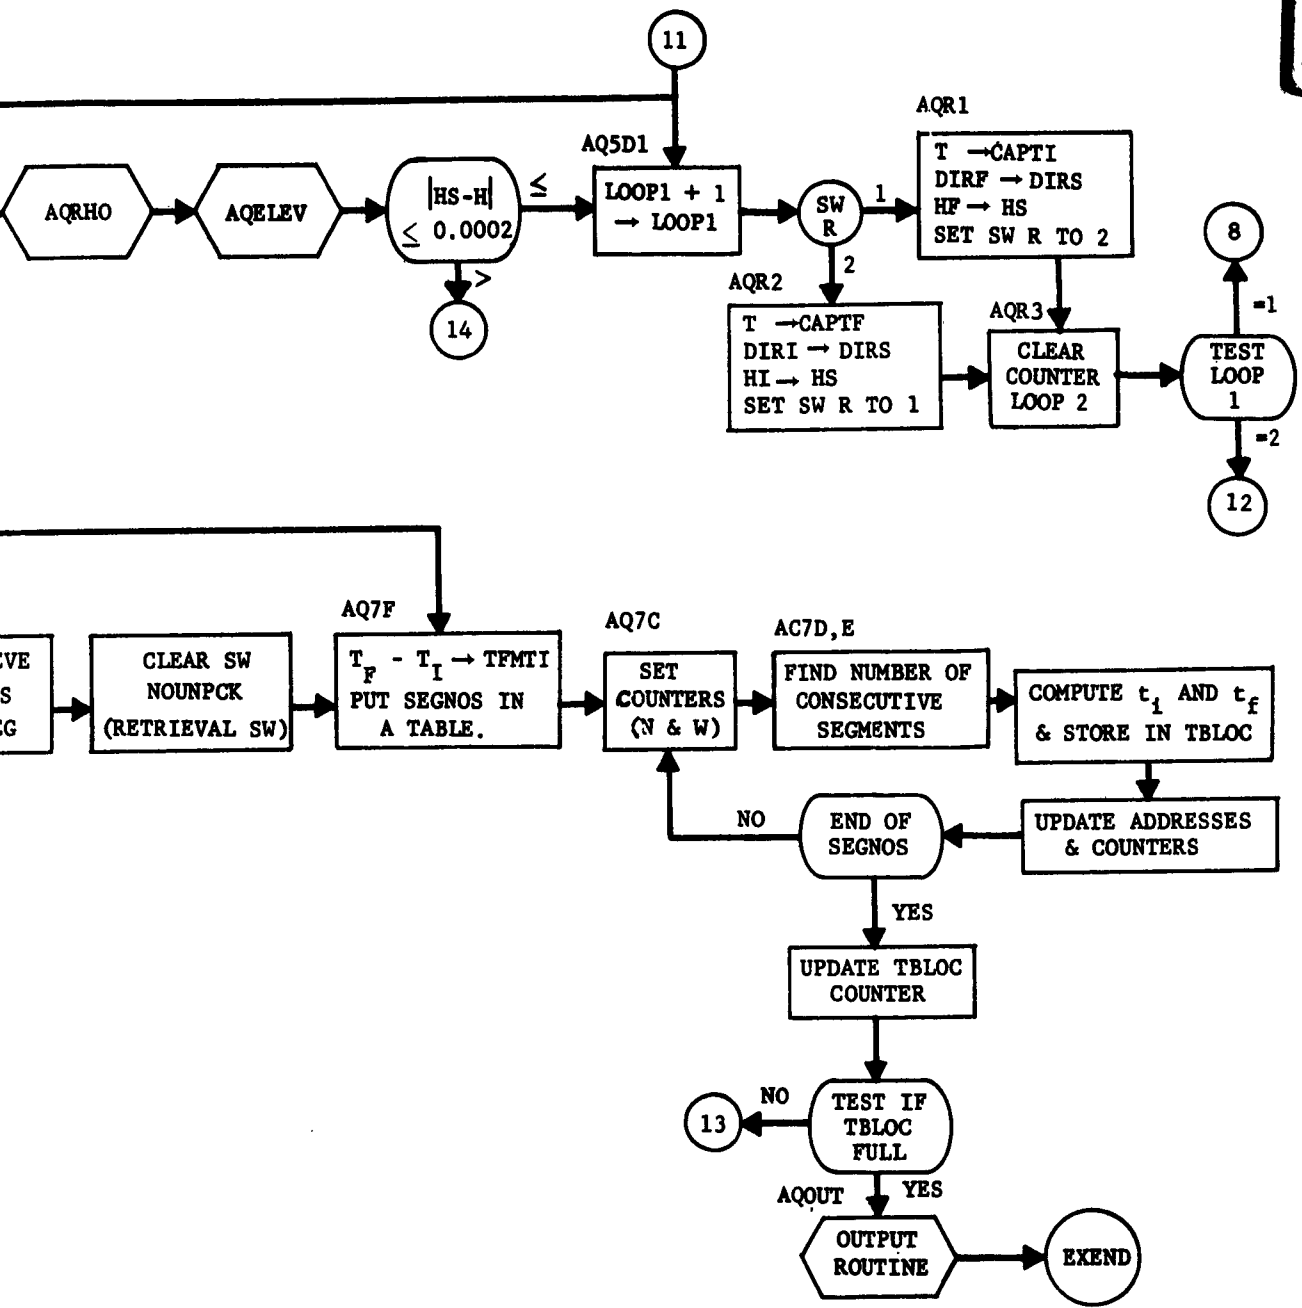 11
AQRHO
AQELEV
|HS-H|
≤ 0.0002
≤
>
14
AQ5D1
LOOP1 + 1
→ LOOP1
SW
R
1
2
AQR1
T →CAPTI
DIRF → DIRS
HF → HS
SET SW R TO 2
AQR2
T →CAPTF
DIRI → DIRS
HI → HS
SET SW R TO 1
AQR3
CLEAR
COUNTER
LOOP 2
8
=1
TEST
LOOP
1
=2
12
EVE
S
EG
CLEAR SW
NOUNPCK
(RETRIEVAL SW)
AQ7F
T_F - T_I → TFMTI
PUT SEGNOS IN
A TABLE.
AQ7C
SET
COUNTERS
(N & W)
AC7D,E
FIND NUMBER OF
CONSECUTIVE
SEGMENTS
COMPUTE t_i AND t_f
& STORE IN TBLOC
UPDATE ADDRESSES
& COUNTERS
END OF
SEGNOS
NO
YES
UPDATE TBLOC
COUNTER
TEST IF
TBLOC
FULL
NO
13
YES
AQOUT
OUTPUT
ROUTINE
EXEND